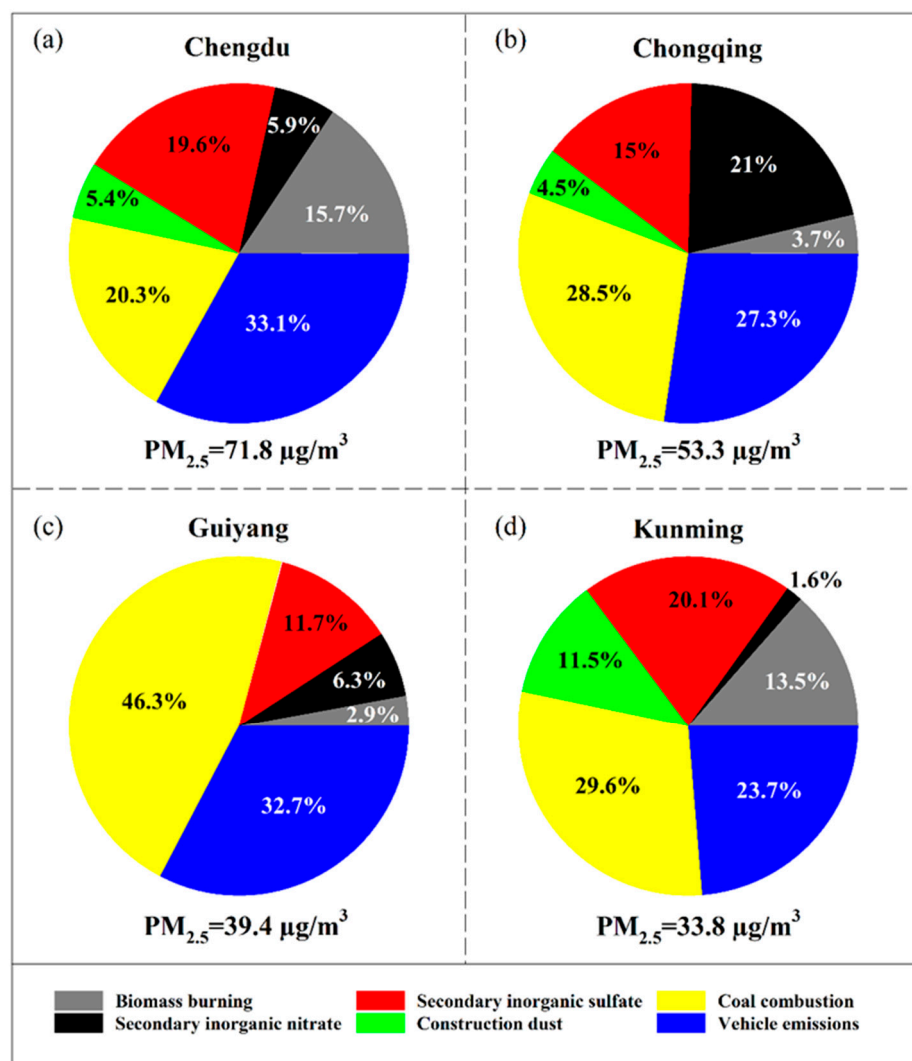 (a)
Chengdu
5.9%
19.6%
15.7%
5.4%
20.3%
33.1%
PM2.5=71.8 μg/m3
(b)
Chongqing
15%
21%
4.5%
3.7%
28.5%
27.3%
PM2.5=53.3 μg/m3
(c)
Guiyang
11.7%
6.3%
46.3%
2.9%
32.7%
PM2.5=39.4 μg/m3
(d)
Kunming
1.6%
20.1%
11.5%
13.5%
29.6%
23.7%
PM2.5=33.8 μg/m3
Biomass burning
Secondary inorganic sulfate
Coal combustion
Secondary inorganic nitrate
Construction dust
Vehicle emissions